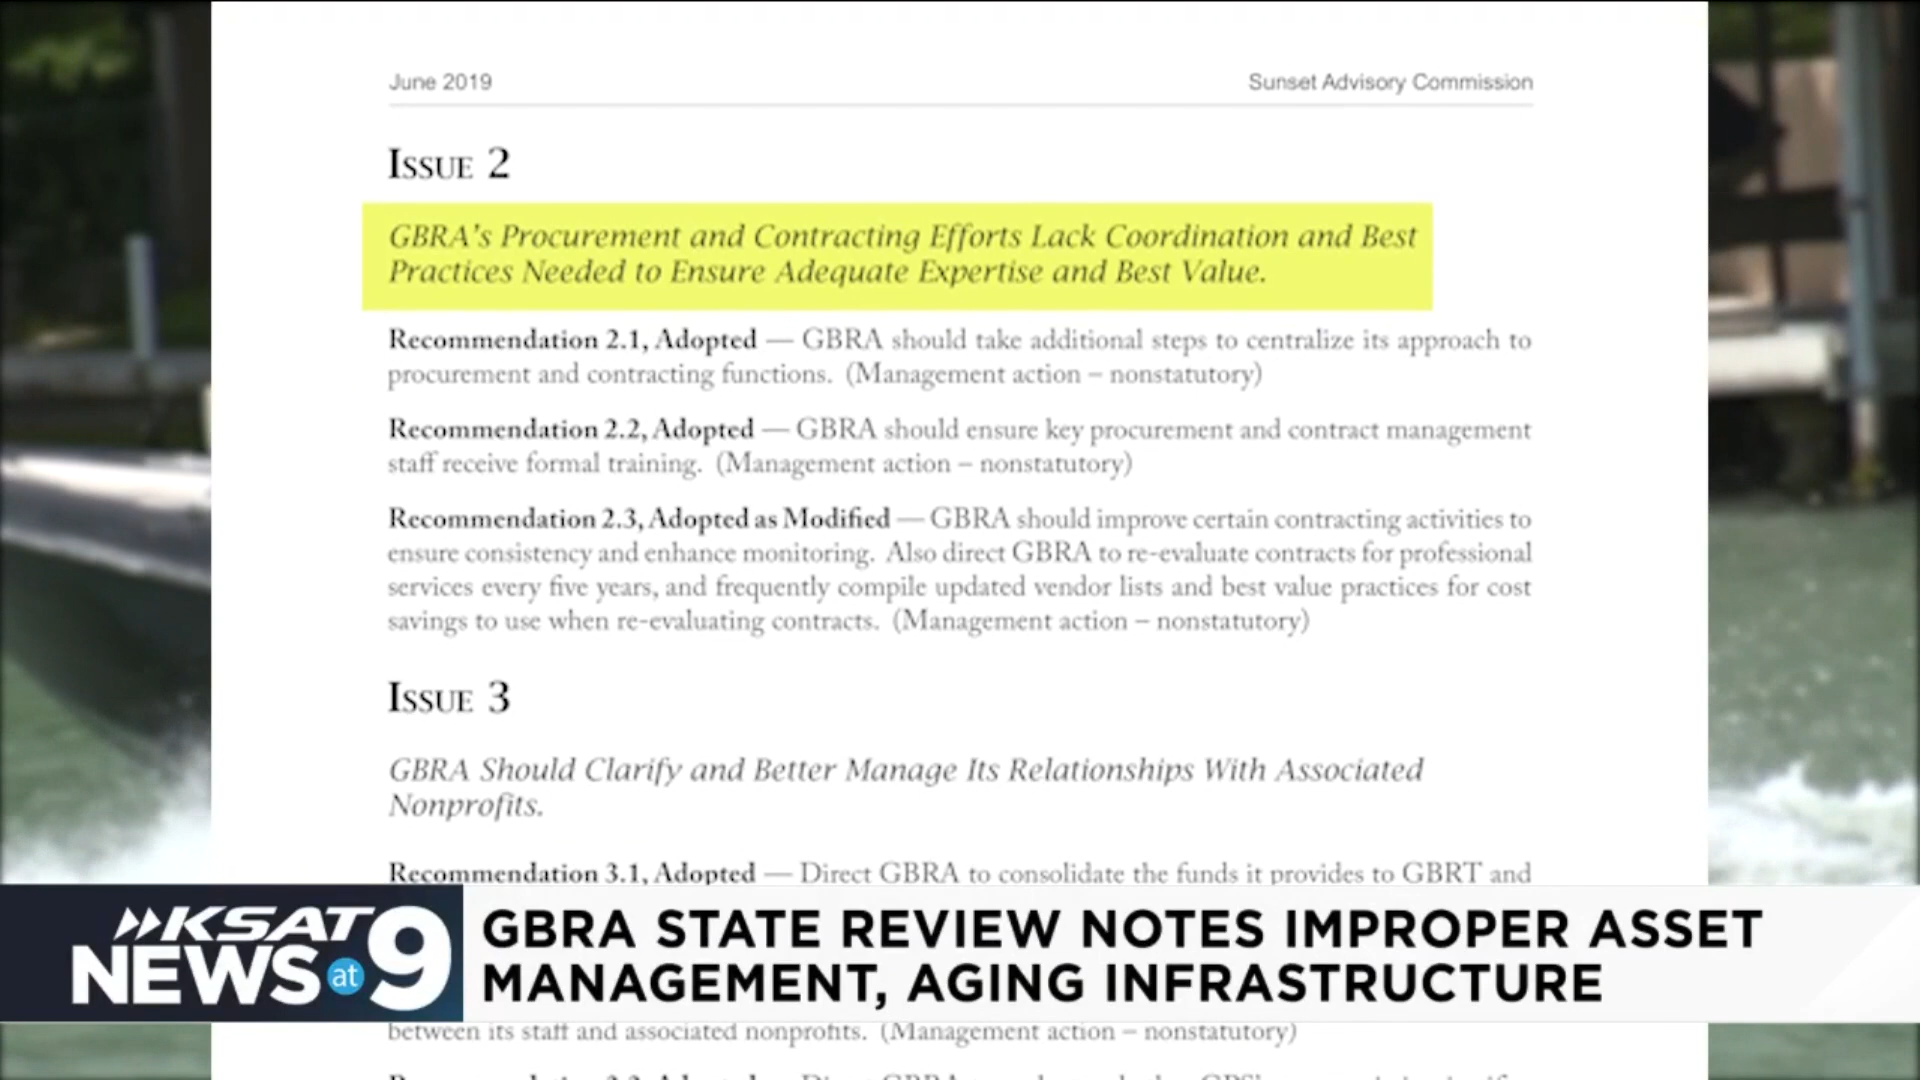 June 2019
Sunset Advisory Commission
ISSUE 2
GBRA's Procurement and Contracting Efforts Lack Coordination and Best
Practices Needed to Ensure Adequate Expertise and Best Value.
Recommendation 2.1, Adopted — GBRA should take additional steps to centralize its approach to
procurement and contracting functions. (Management action – nonstatutory)
Recommendation 2.2, Adopted — GBRA should ensure key procurement and contract management
staff receive formal training. (Management action – nonstatutory)
Recommendation 2.3, Adopted as Modified — GBRA should improve certain contracting activities to
ensure consistency and enhance monitoring. Also direct GBRA to re-evaluate contracts for professional
services every five years, and frequently compile updated vendor lists and best value practices for cost
savings to use when re-evaluating contracts. (Management action – nonstatutory)
ISSUE 3
GBRA Should Clarify and Better Manage Its Relationships With Associated
Nonprofits.
Recommendation 3.1, Adopted — Direct GBRA to consolidate the funds it provides to GBRT and
KSAT
NEWS at 9
GBRA STATE REVIEW NOTES IMPROPER ASSET
MANAGEMENT, AGING INFRASTRUCTURE
between its staff and associated nonprofits. (Management action – nonstatutory)